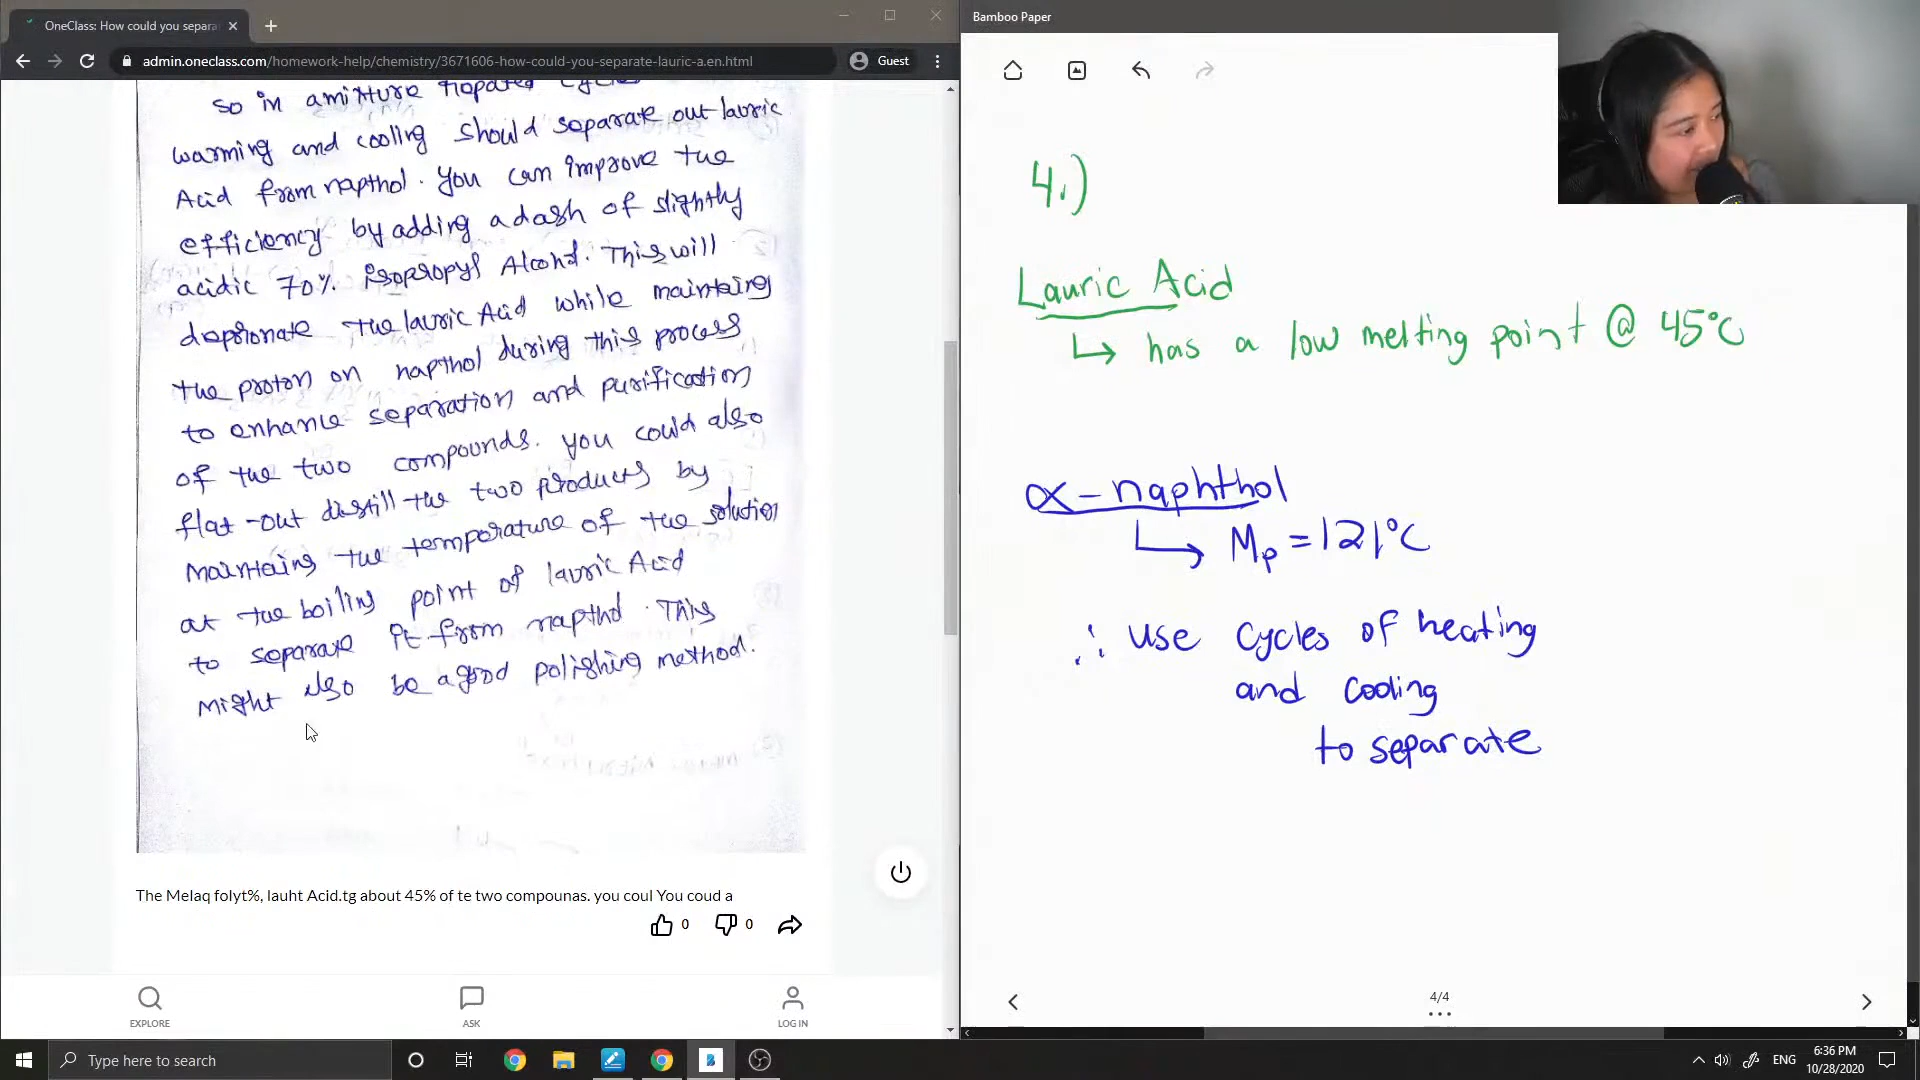 OneClass: How could you separa
admin.oneclass.com/homework-help/chemistry/3671606-how-could-you-separate-lauric-a.en.html
Guest
so in a mixture repated cycles
warming and cooling should separate out lauric
Acid from napthol. You can improve the
efficiency by adding a dash of slightly
acidic 70% isopropyl Alcohol. This will
the lauric Acid while maintaing
the proton on napthol during this process
to enhance separation and purification
of the two compounds. you could also
flat-out distill the two products by
maintaing the temperature of the solution
at the boiling point of lauric Acid
to separate it from napthol. This
might also be a good polishing method.
The Melaq folyt%, lauht Acid.tg about 45% of te two compounas. you coul You coud a
0
0
EXPLORE
ASK
LOG IN
Bamboo Paper
4.)
Lauric Acid
↳ has a low melting point @ 45°C
α-naphthol
↳ Mp = 121°C
∴ use cycles of heating
and cooling
to separate
4/4
Type here to search
ENG
6:36 PM
10/28/2020